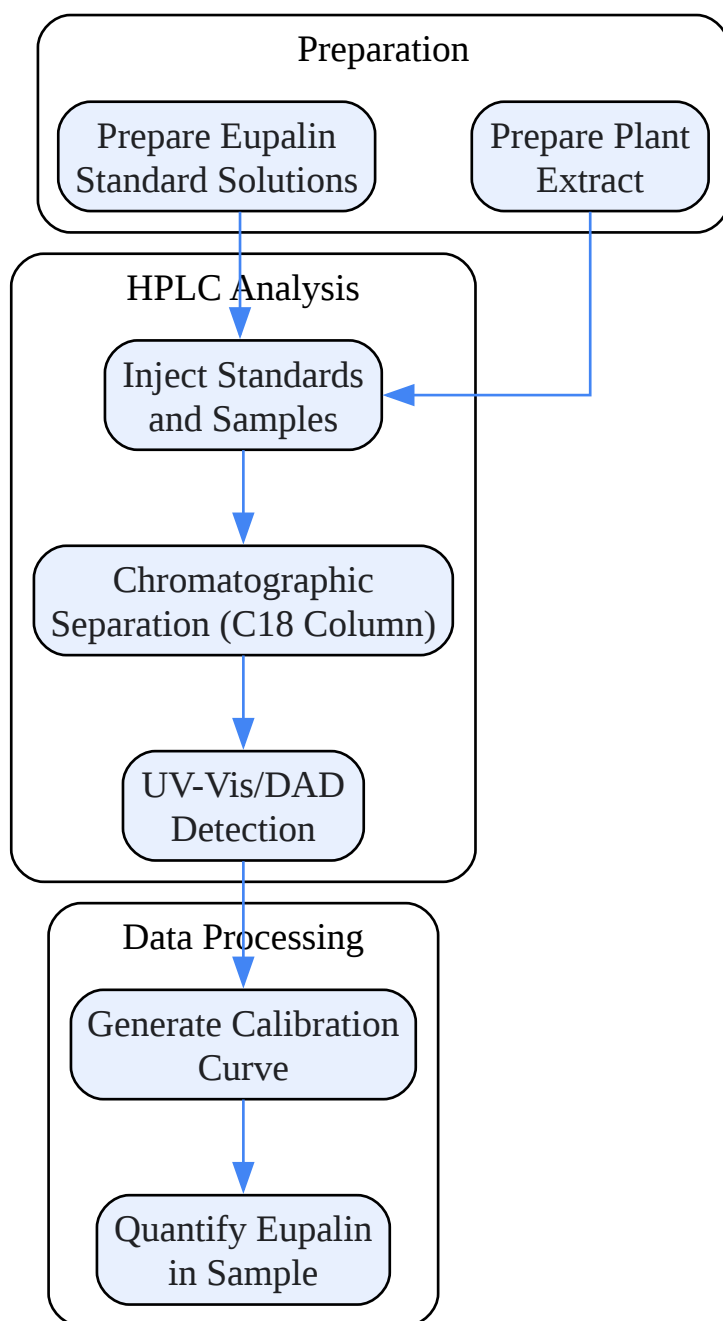 Preparation
Prepare Eupalin
Standard Solutions
Prepare Plant
Extract
HPLC Analysis
Inject Standards
and Samples
Chromatographic
Separation (C18 Column)
UV-Vis/DAD
Detection
Data Processing
Generate Calibration
Curve
Quantify Eupalin
in Sample